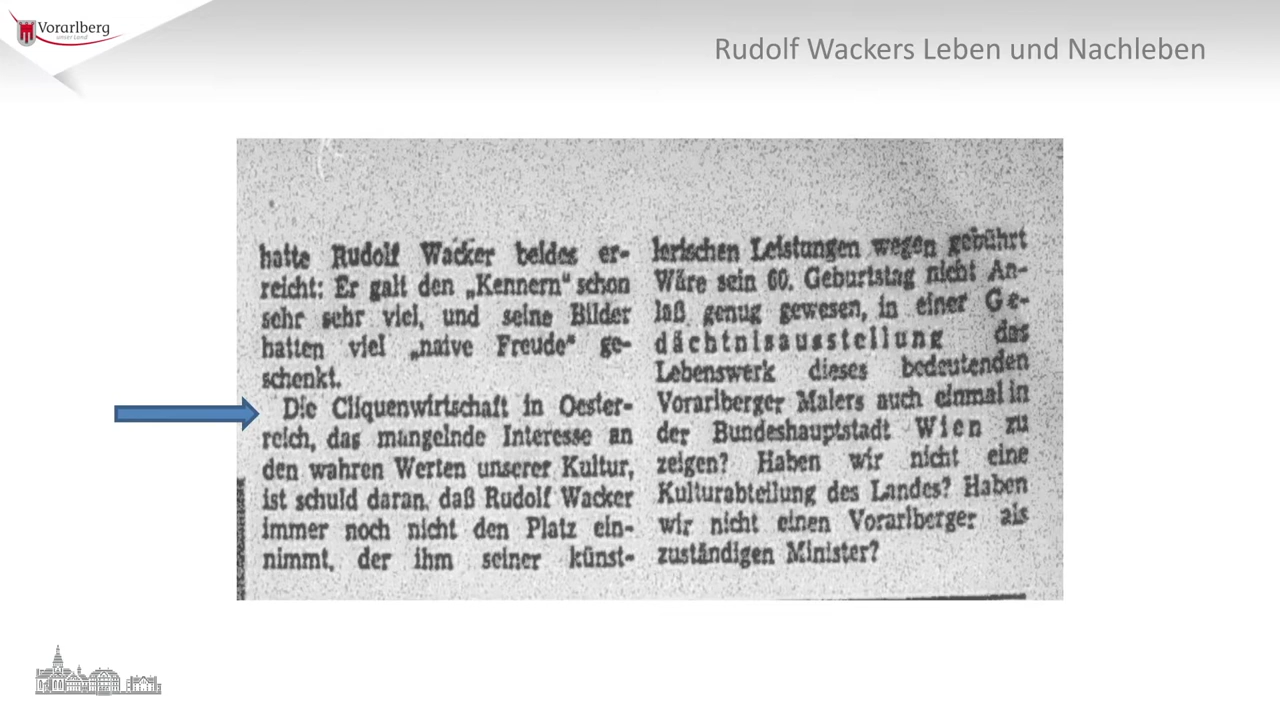 Vorarlberg
unser Land
Rudolf Wackers Leben und Nachleben
hatte Rudolf Wacker beides er-
reicht: Er galt den „Kennern" schon
sehr sehr viel, und seine Bilder
hatten viel „naive Freude" ge-
schenkt.
Die Cliquenwirtschaft in Oester-
reich, das mangelnde Interesse an
den wahren Werten unserer Kultur,
ist schuld daran, daß Rudolf Wacker
immer noch nicht den Platz ein-
nimmt, der ihm seiner künst-
lerischen Leistungen wegen gebührt
Wäre sein 60. Geburtstag nicht An-
laß genug gewesen, in einer Ge-
dächtnisausstellung das
Lebenswerk dieses bedeutenden
Vorarlberger Malers auch einmal in
der Bundeshauptstadt Wien zu
zeigen? Haben wir nicht eine
Kulturabteilung des Landes? Haben
wir nicht einen Vorarlberger als
zuständigen Minister?